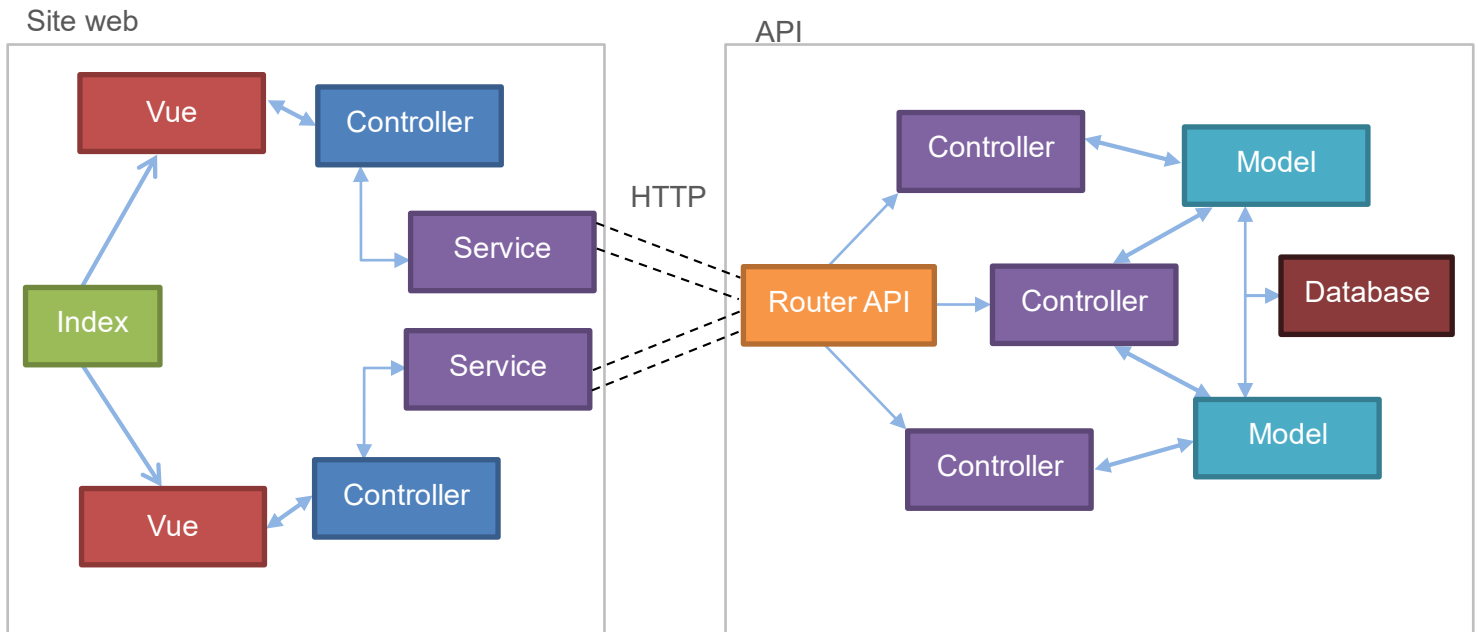 Site web
API
Vue
Controller
Service
Index
Service
Controller
Vue
HTTP
Controller
Model
Router API
Controller
Database
Model
Controller